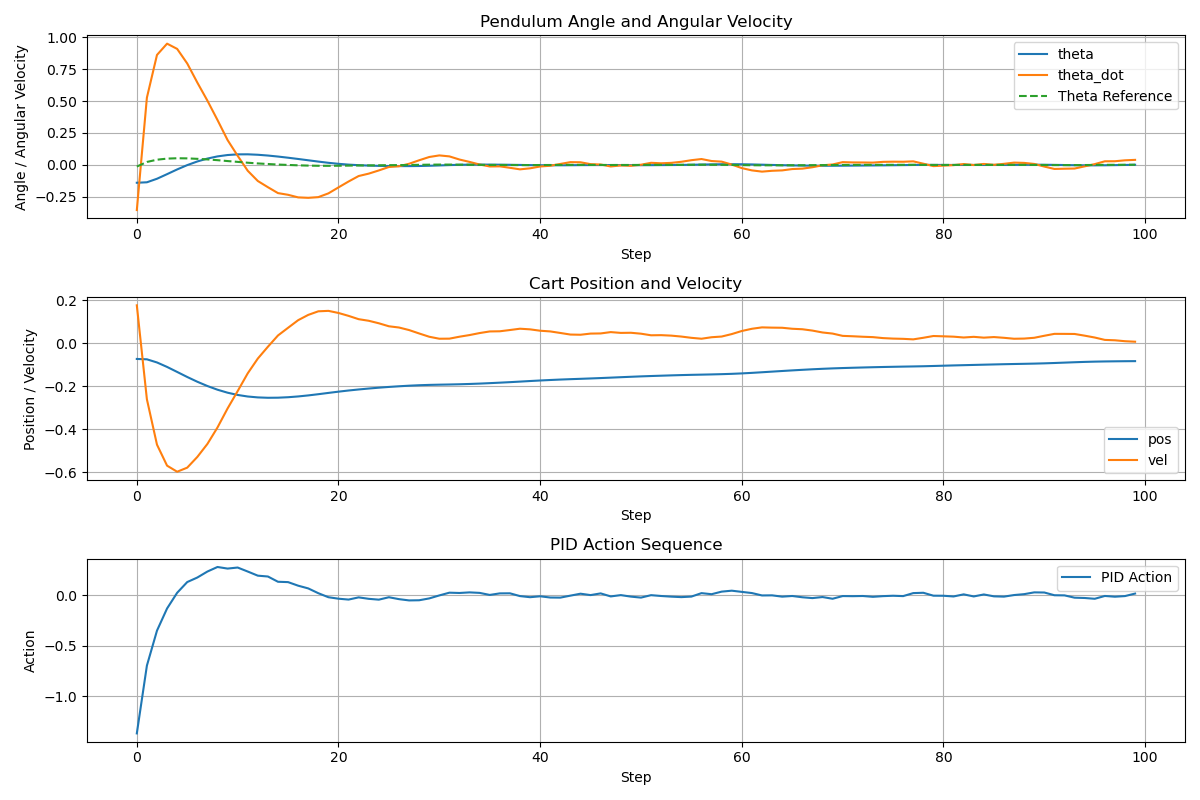 Pendulum Angle and Angular Velocity
Angle / Angular Velocity
1.00
0.75
0.50
0.25
0.00
−0.25
theta
theta_dot
Theta Reference
0 20 40 60 80 100
Step
Cart Position and Velocity
Position / Velocity
0.2
0.0
−0.2
−0.4
−0.6
pos
vel
0 20 40 60 80 100
Step
PID Action Sequence
Action
0.0
−0.5
−1.0
PID Action
0 20 40 60 80 100
Step